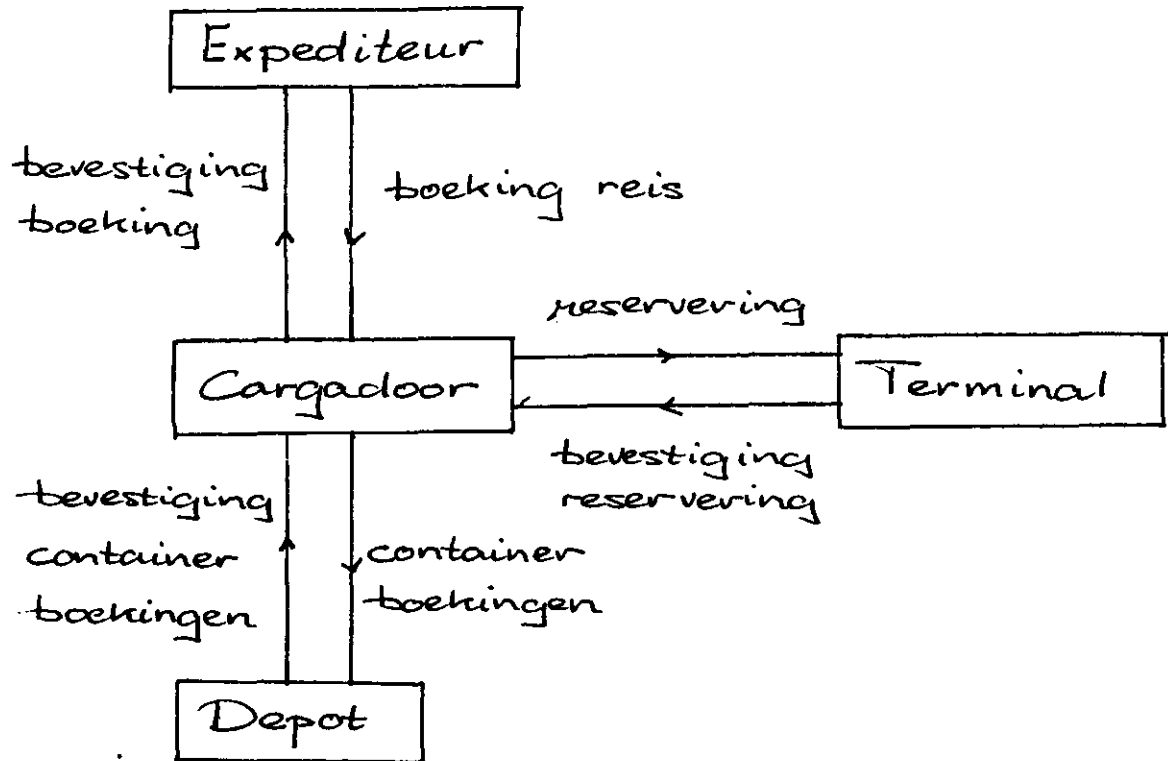 Expediteur
bevestiging
boeking
boeking reis
reservering
Cargadoor
Terminal
bevestiging
reservering
bevestiging
container
boekingen
container
boekingen
Depot